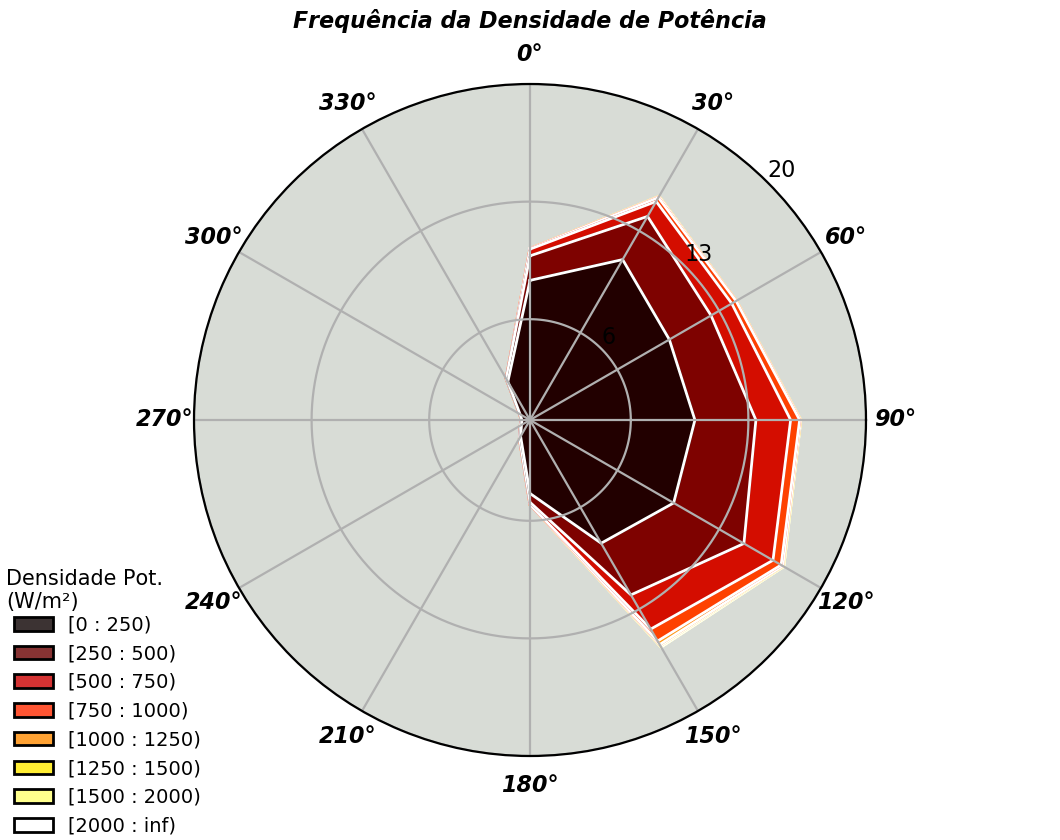 Frequência da Densidade de Potência
0°
330°
30°
20
300°
60°
13
6
270°
90°
240°
120°
210°
150°
180°
Densidade Pot.
(W/m²)
[0 : 250)
[250 : 500)
[500 : 750)
[750 : 1000)
[1000 : 1250)
[1250 : 1500)
[1500 : 2000)
[2000 : inf)